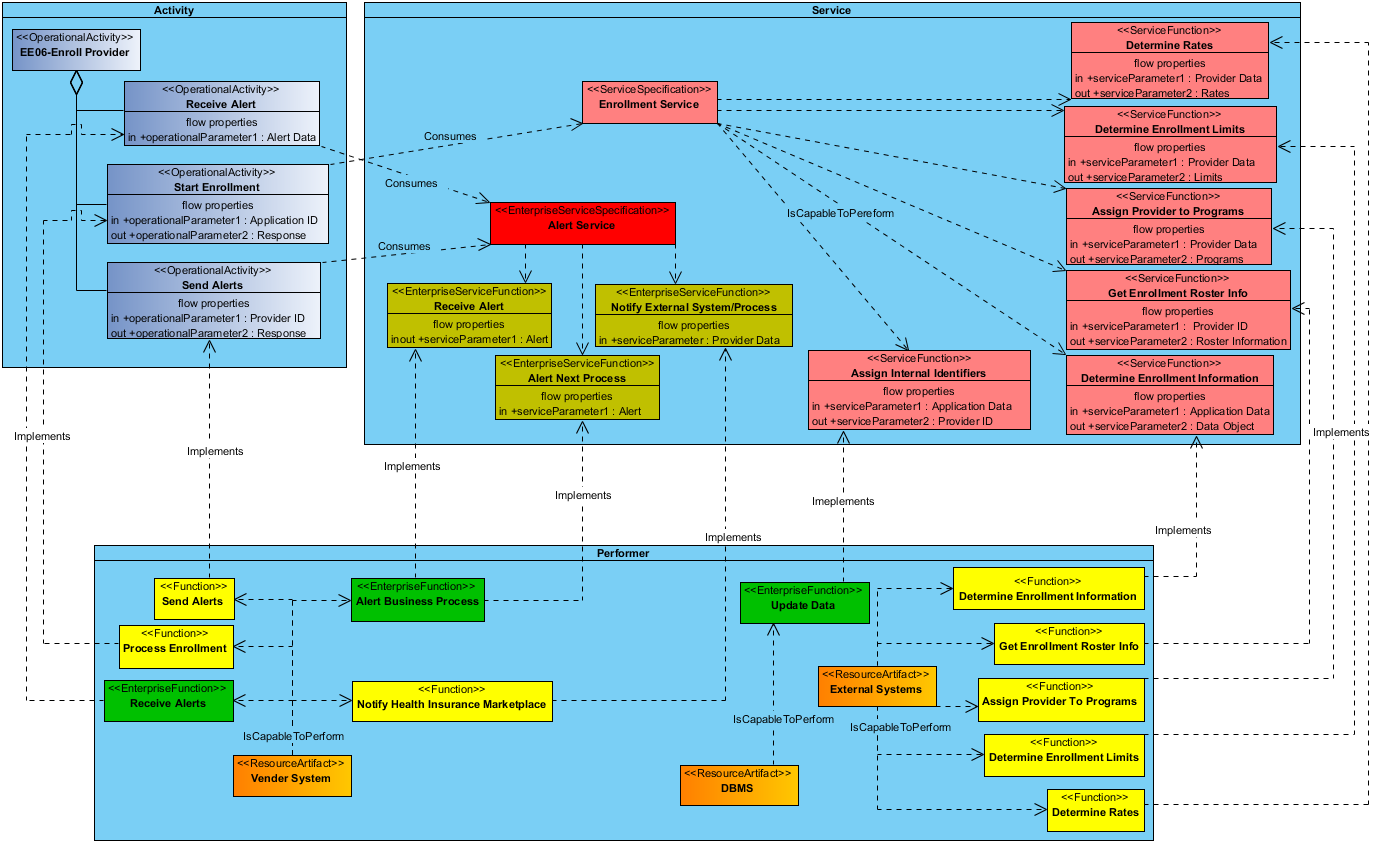 Activity
<<OperationalActivity>>
EE06-Enroll Provider
<<OperationalActivity>>
Receive Alert
flow properties
in +operationalParameter1 : Alert Data
<<OperationalActivity>>
Start Enrollment
flow properties
in +operationalParameter1 : Application ID
out +operationalParameter2 : Response
<<OperationalActivity>>
Send Alerts
flow properties
in +operationalParameter1 : Provider ID
out +operationalParameter2 : Response
Consumes
Consumes
Consumes
Service
<<ServiceSpecification>>
Enrollment Service
<<EnterpriseServiceSpecification>>
Alert Service
<<EnterpriseServiceFunction>>
Receive Alert
flow properties
inout +serviceParameter1 : Alert
<<EnterpriseServiceFunction>>
Notify External System/Process
flow properties
in +serviceParameter : Provider Data
<<EnterpriseServiceFunction>>
Alert Next Process
flow properties
in +serviceParameter1 : Alert
IsCapableToPereform
<<ServiceFunction>>
Determine Rates
flow properties
in +serviceParameter1 : Provider Data
out +serviceParameter2 : Rates
<<ServiceFunction>>
Determine Enrollment Limits
flow properties
in +serviceParameter1 : Provider Data
out +serviceParameter2 : Limits
<<ServiceFunction>>
Assign Provider to Programs
flow properties
in +serviceParameter1 : Provider Data
out +serviceParameter2 : Programs
<<ServiceFunction>>
Get Enrollment Roster Info
flow properties
in +serviceParameter1 : Provider ID
out +serviceParameter2 : Roster Information
<<ServiceFunction>>
Assign Internal Identifiers
flow properties
in +serviceParameter1 : Application Data
out +serviceParameter2 : Provider ID
<<ServiceFunction>>
Determine Enrollment Information
flow properties
in +serviceParameter1 : Application Data
out +serviceParameter2 : Data Object
Implements
Implements
Implements
Implements
Implements
Imeplements
Implements
Implements
Performer
<<Function>>
Send Alerts
<<Function>>
Process Enrollment
<<EnterpriseFunction>>
Receive Alerts
<<EnterpriseFunction>>
Alert Business Process
<<Function>>
Notify Health Insurance Marketplace
IsCapableToPerform
<<ResourceArtifact>>
Vender System
<<EnterpriseFunction>>
Update Data
<<ResourceArtifact>>
External Systems
IsCapableToPerform
IsCapableToPerform
<<ResourceArtifact>>
DBMS
<<Function>>
Determine Enrollment Information
<<Function>>
Get Enrollment Roster Info
<<Function>>
Assign Provider To Programs
<<Function>>
Determine Enrollment Limits
<<Function>>
Determine Rates